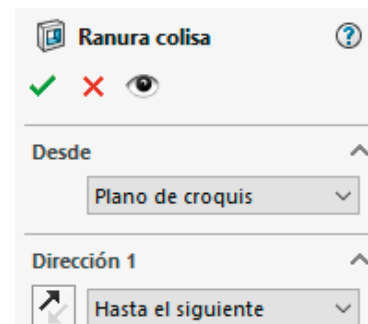 Ranura colisa
Desde
Plano de croquis
Dirección 1
Hasta el siguiente